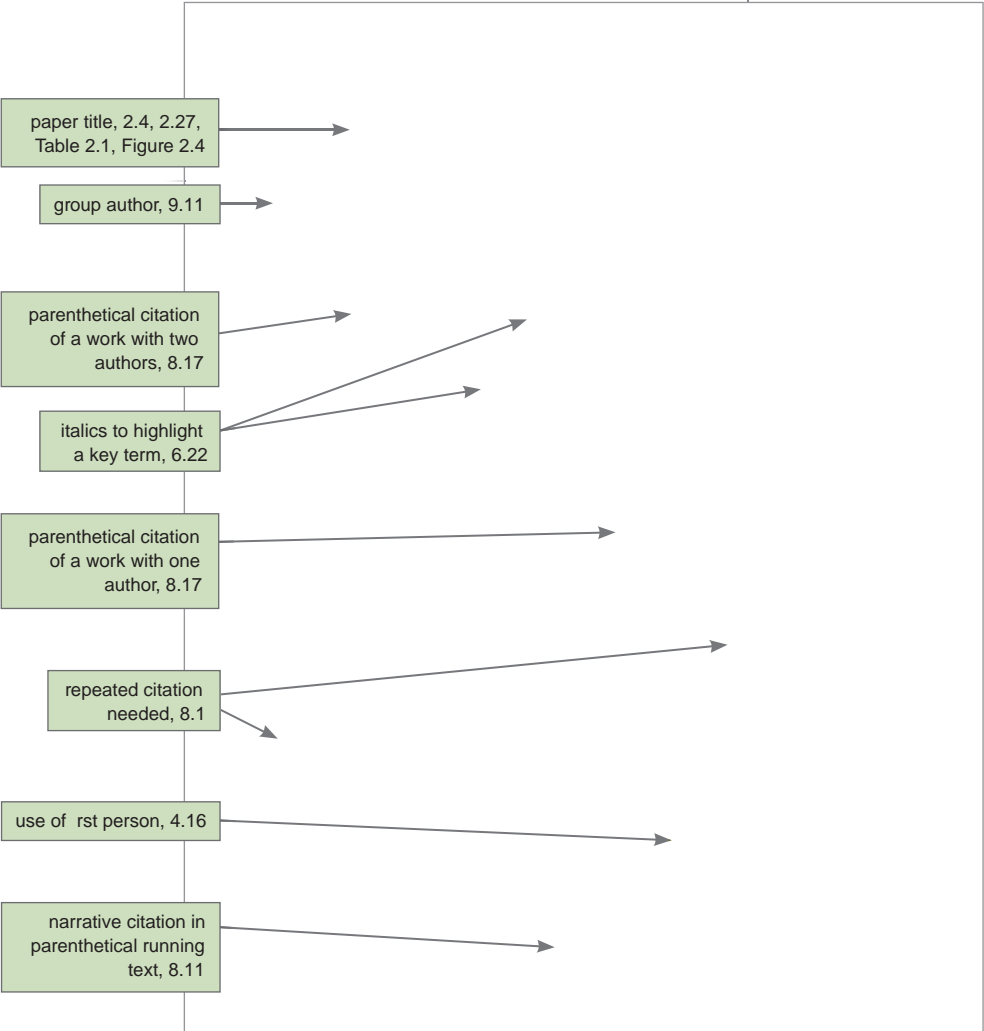 paper title, 2.4, 2.27,
Table 2.1, Figure 2.4
group author, 9.11
parenthetical citation
of a work with two
authors, 8.17
italics to highlight
a key term, 6.22
parenthetical citation
of a work with one
author, 8.17
repeated citation
needed, 8.1
use of rst person, 4.16
narrative citation in
parenthetical running
text, 8.11